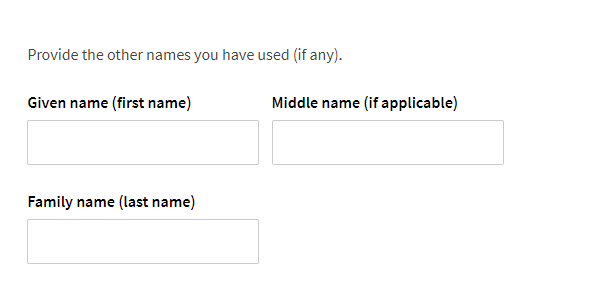 Provide the other names you have used (if any).
Given name (first name) Middle name (if applicable)
Family name (last name)